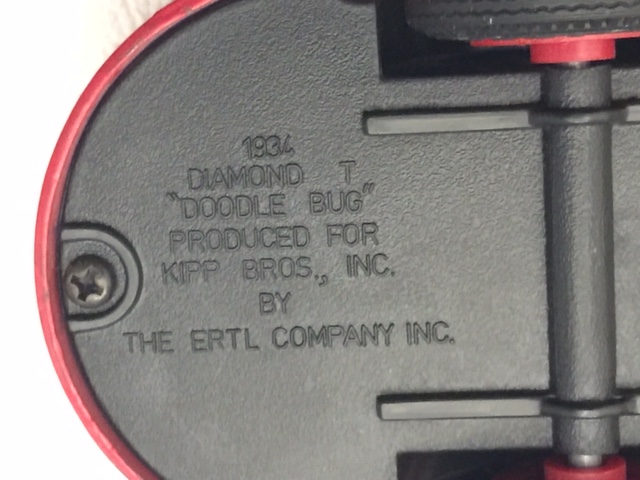 1934
DIAMOND T
"DOODLE BUG"
PRODUCED FOR
KIPP BROS., INC.
BY
THE ERTL COMPANY INC.